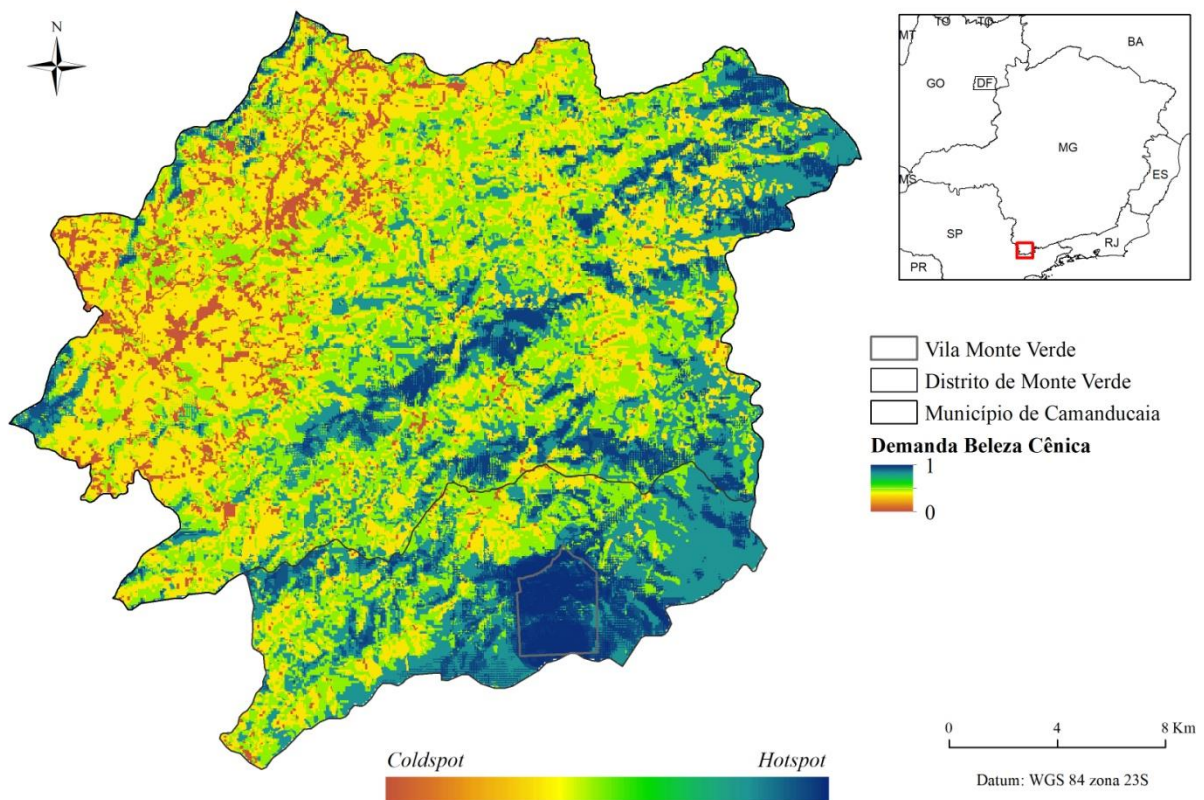 N
MT
TO
TO
BA
GO
DF
MG
MS
ES
SP
RJ
PR
Vila Monte Verde
Distrito de Monte Verde
Município de Camanducaia
Demanda Beleza Cênica
1
0
0 4 8 Km
Datum: WGS 84 zona 23S
Coldspot Hotspot